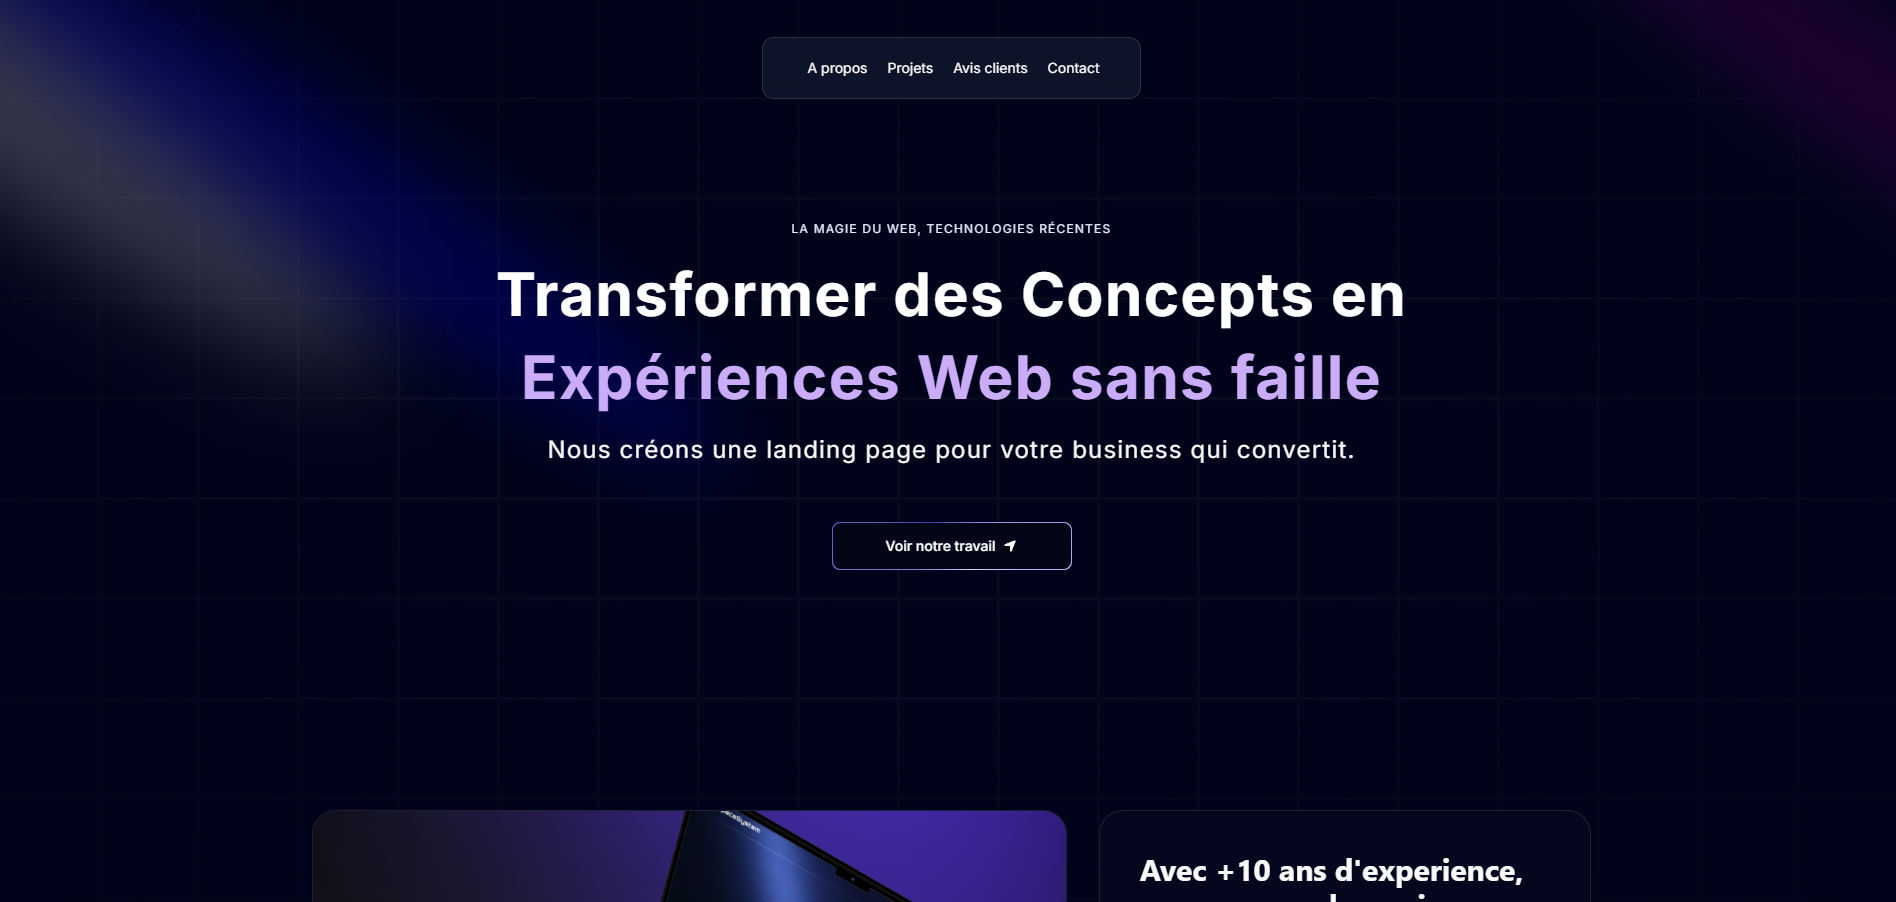 A propos Projets Avis clients Contact
LA MAGIE DU WEB, TECHNOLOGIES RÉCENTES
Transformer des Concepts en
Expériences Web sans faille
Nous créons une landing page pour votre business qui convertit.
Voir notre travail
Avec +10 ans d'experience,